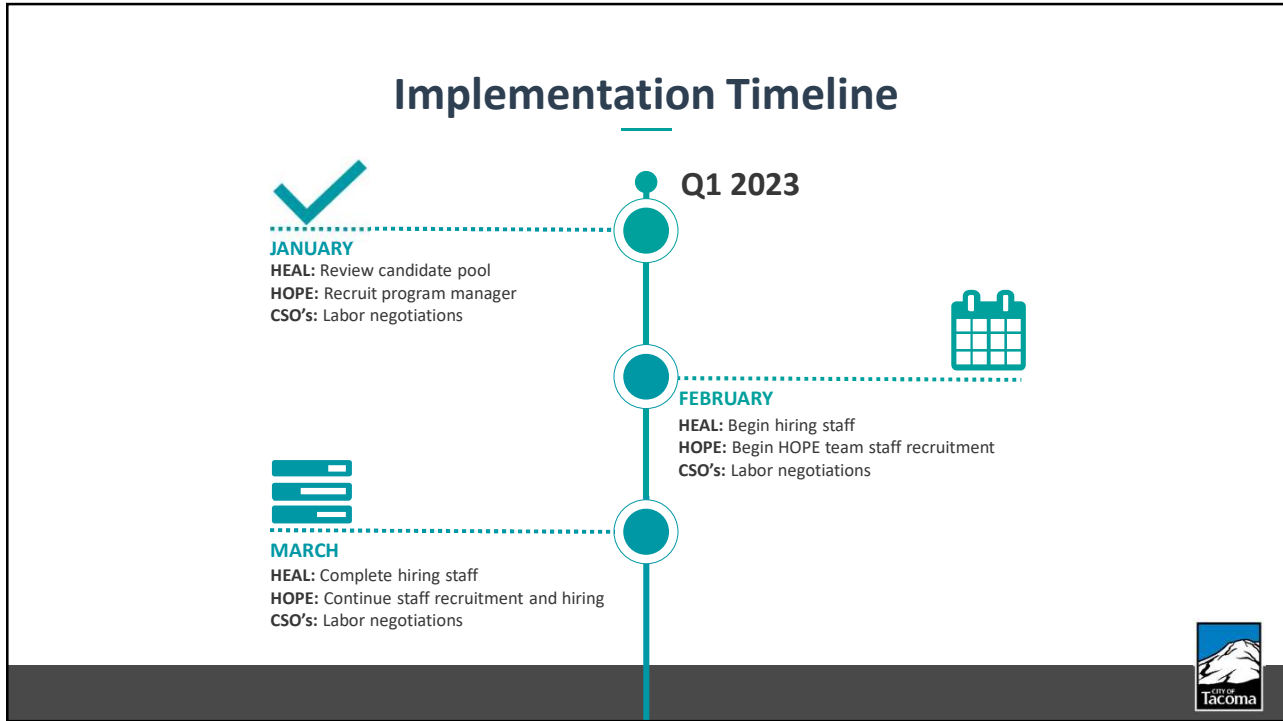 Implementation Timeline
Q1 2023
JANUARY
HEAL: Review candidate pool
HOPE: Recruit program manager
CSO’s: Labor negotiations
FEBRUARY
HEAL: Begin hiring staff
HOPE: Begin HOPE team staff recruitment
CSO’s: Labor negotiations
MARCH
HEAL: Complete hiring staff
HOPE: Continue staff recruitment and hiring
CSO’s: Labor negotiations
CITY OF
Tacoma